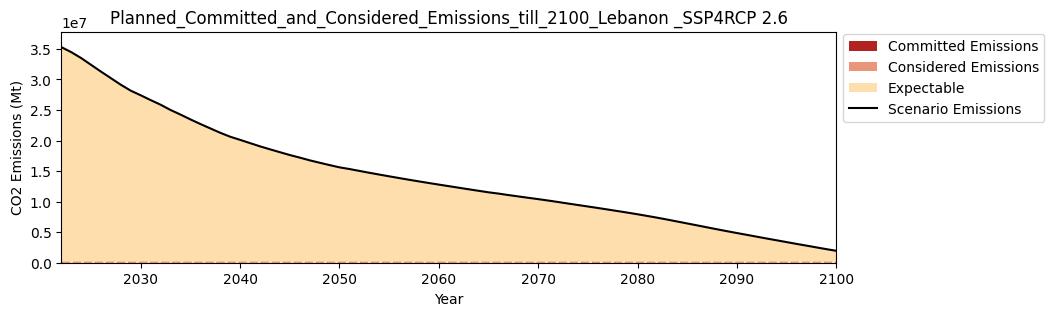 Planned_Committed_and_Considered_Emissions_till_2100_Lebanon _SSP4RCP 2.6
1e7
3.5
3.0
2.5
2.0
1.5
1.0
0.5
0.0
CO2 Emissions (Mt)
2030 2040 2050 2060 2070 2080 2090 2100
Year
Committed Emissions
Considered Emissions
Expectable
Scenario Emissions